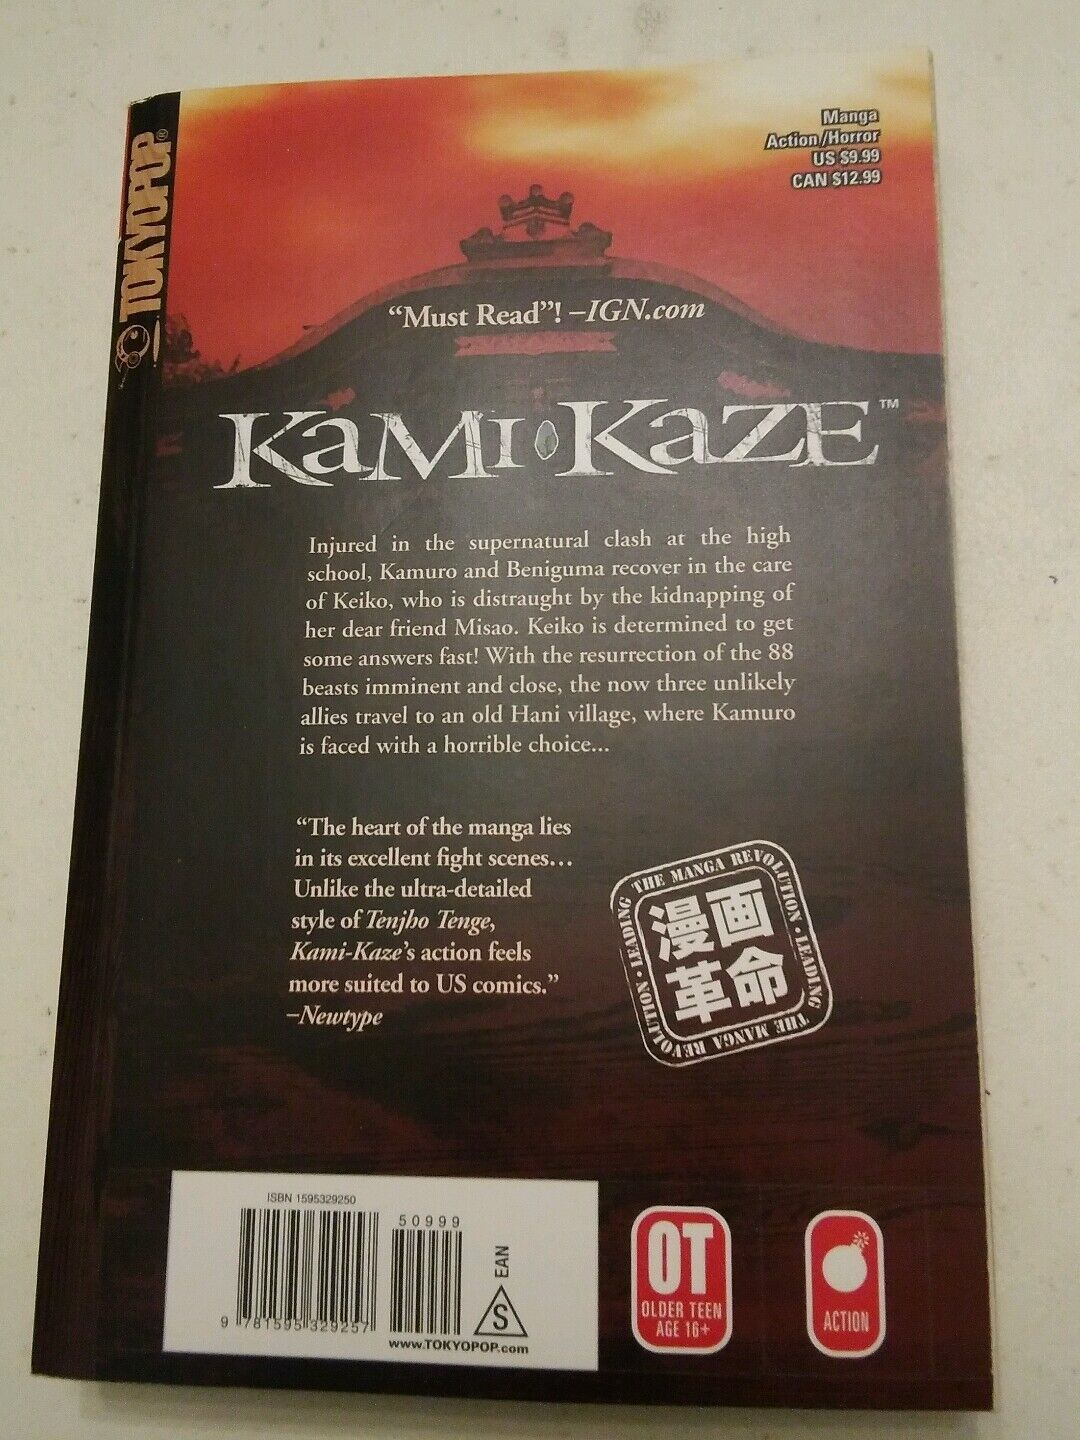 TOKYOPOP®
Manga
Action/Horror
US $9.99
CAN $12.99
“Must Read”! –IGN.com
KAMI•KAZE™
Injured in the supernatural clash at the high
school, Kamuro and Beniguma recover in the care
of Keiko, who is distraught by the kidnapping of
her dear friend Misao. Keiko is determined to get
some answers fast! With the resurrection of the 88
beasts imminent and close, the now three unlikely
allies travel to an old Hani village, where Kamuro
is faced with a horrible choice...
“The heart of the manga lies
in its excellent fight scenes…
Unlike the ultra-detailed
style of Tenjho Tenge,
Kami-Kaze’s action feels
more suited to US comics.”
–Newtype
LEADING THE MANGA REVOLUTION • LEADING THE MANGA REVOLUTION •
漫画
革命
ISBN 1595329250
50999
9 781595 329257
EAN
S
www.TOKYOPOP.com
OT
OLDER TEEN
AGE 16+
ACTION